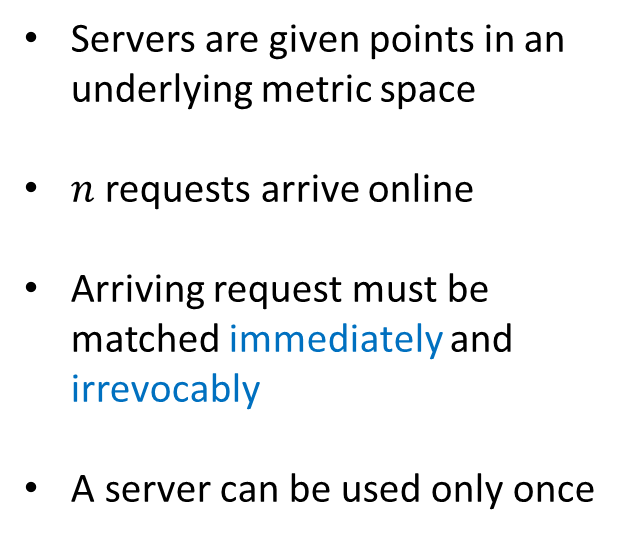 • Servers are given points in an
underlying metric space
• n requests arrive online
• Arriving request must be
matched immediately and
irrevocably
• A server can be used only once